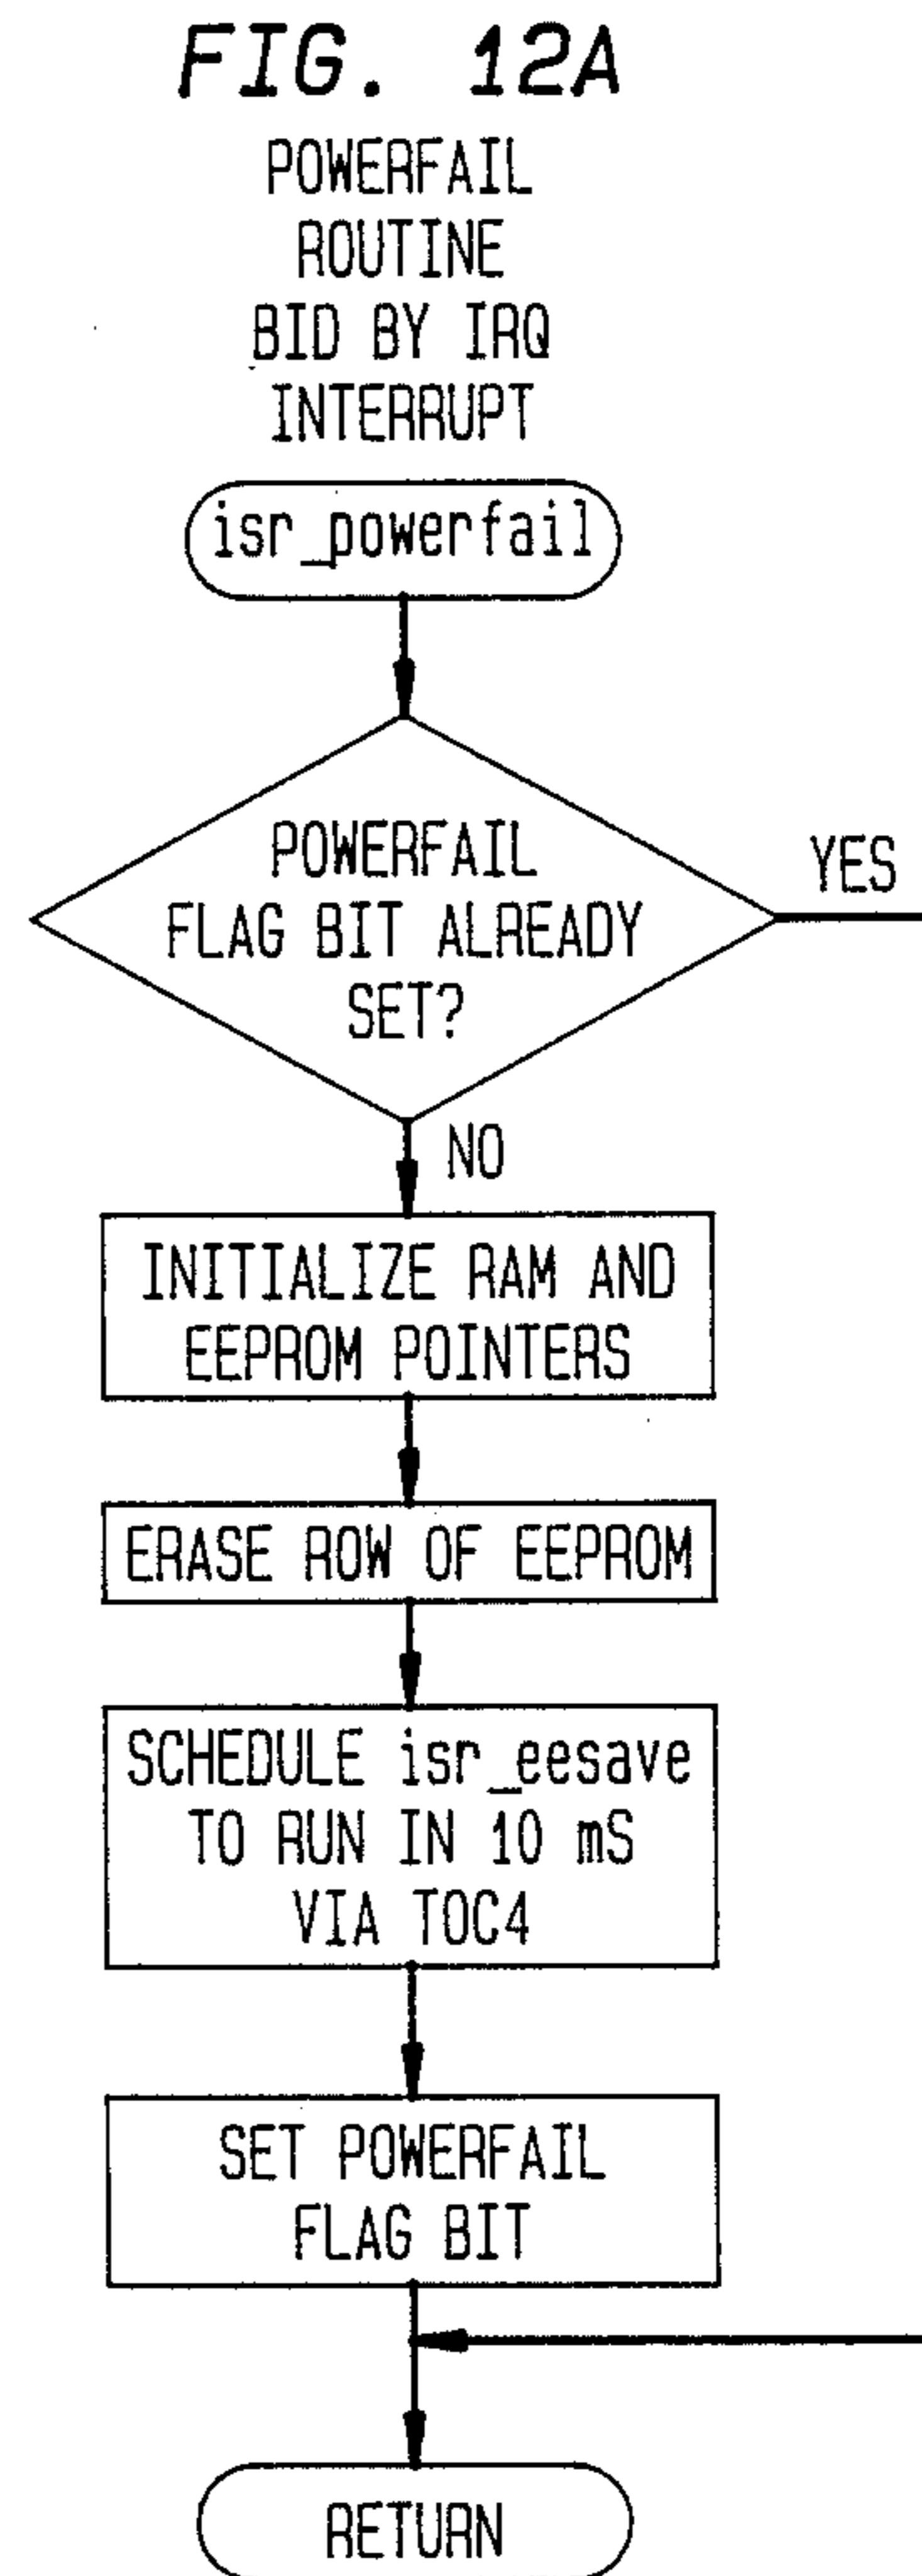 FIG. 12A
POWERFAIL
ROUTINE
BID BY IRQ
INTERRUPT
isr_powerfail
POWERFAIL
FLAG BIT ALREADY
SET?
YES
NO
INITIALIZE RAM AND
EEPROM POINTERS
ERASE ROW OF EEPROM
SCHEDULE isr_eesave
TO RUN IN 10 mS
VIA TOC4
SET POWERFAIL
FLAG BIT
RETURN